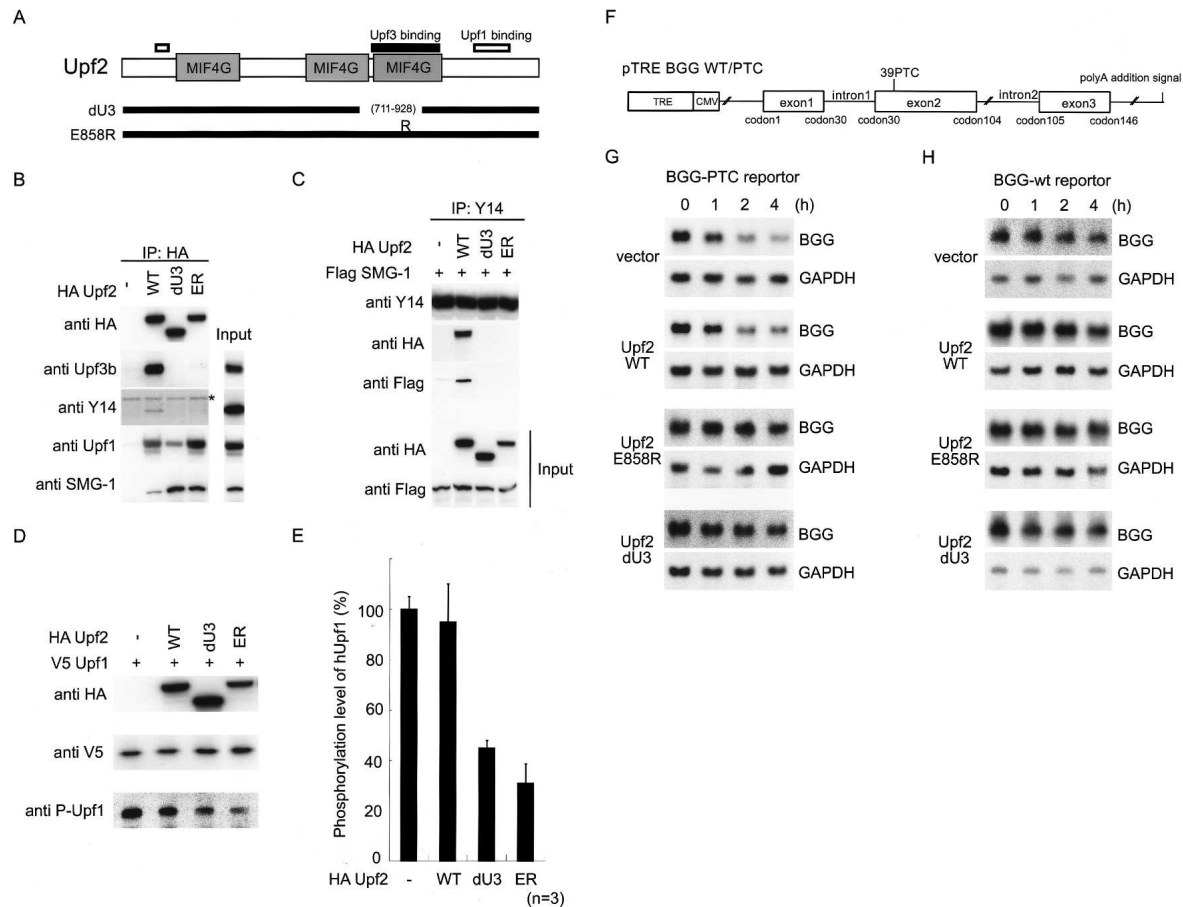 A
Upf3 binding
Upf1 binding
Upf2
MIF4G
MIF4G
MIF4G
dU3
(711-928)
R
E858R
B
IP: HA
HA Upf2
-
WT
dU3
ER
Input
anti HA
anti Upf3b
anti Y14
*
anti Upf1
anti SMG-1
C
IP: Y14
HA Upf2
-
WT
dU3
ER
Flag SMG-1
+ + + +
anti Y14
anti HA
anti Flag
anti HA
anti Flag
Input
D
HA Upf2
-
WT
dU3
ER
V5 Upf1
+ + + +
anti HA
anti V5
anti P-Upf1
E
Phosphorylation level of hUpf1 (%)
100
80
60
40
20
0
HA Upf2
- WT dU3 ER
(n=3)
F
pTRE BGG WT/PTC
39PTC
polyA addition signal
TRE CMV
exon1
intron1
exon2
intron2
exon3
codon1 codon30 codon30 codon104 codon105 codon146
G
BGG-PTC reportor
0 1 2 4 (h)
vector
BGG
GAPDH
Upf2 WT
BGG
GAPDH
Upf2 E858R
BGG
GAPDH
Upf2 dU3
BGG
GAPDH
H
BGG-wt reportor
0 1 2 4 (h)
vector
BGG
GAPDH
Upf2 WT
BGG
GAPDH
Upf2 E858R
BGG
GAPDH
Upf2 dU3
BGG
GAPDH